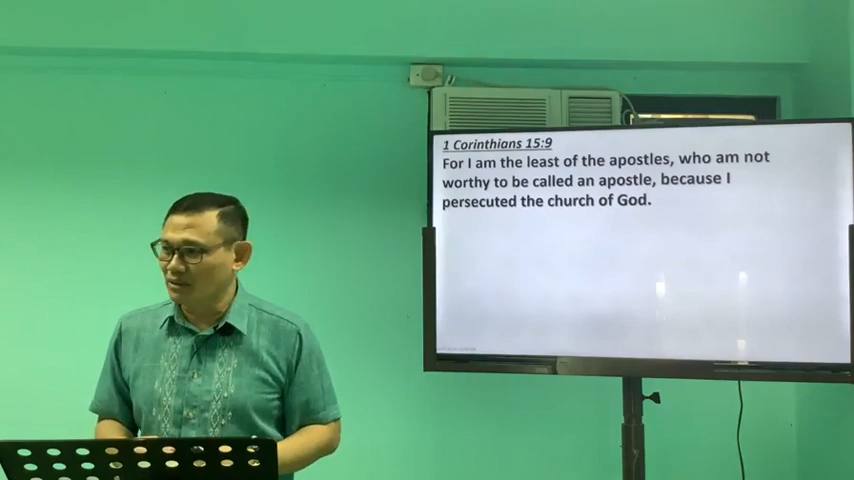 1 Corinthians 15:9
For I am the least of the apostles, who am not
worthy to be called an apostle, because I
persecuted the church of God.